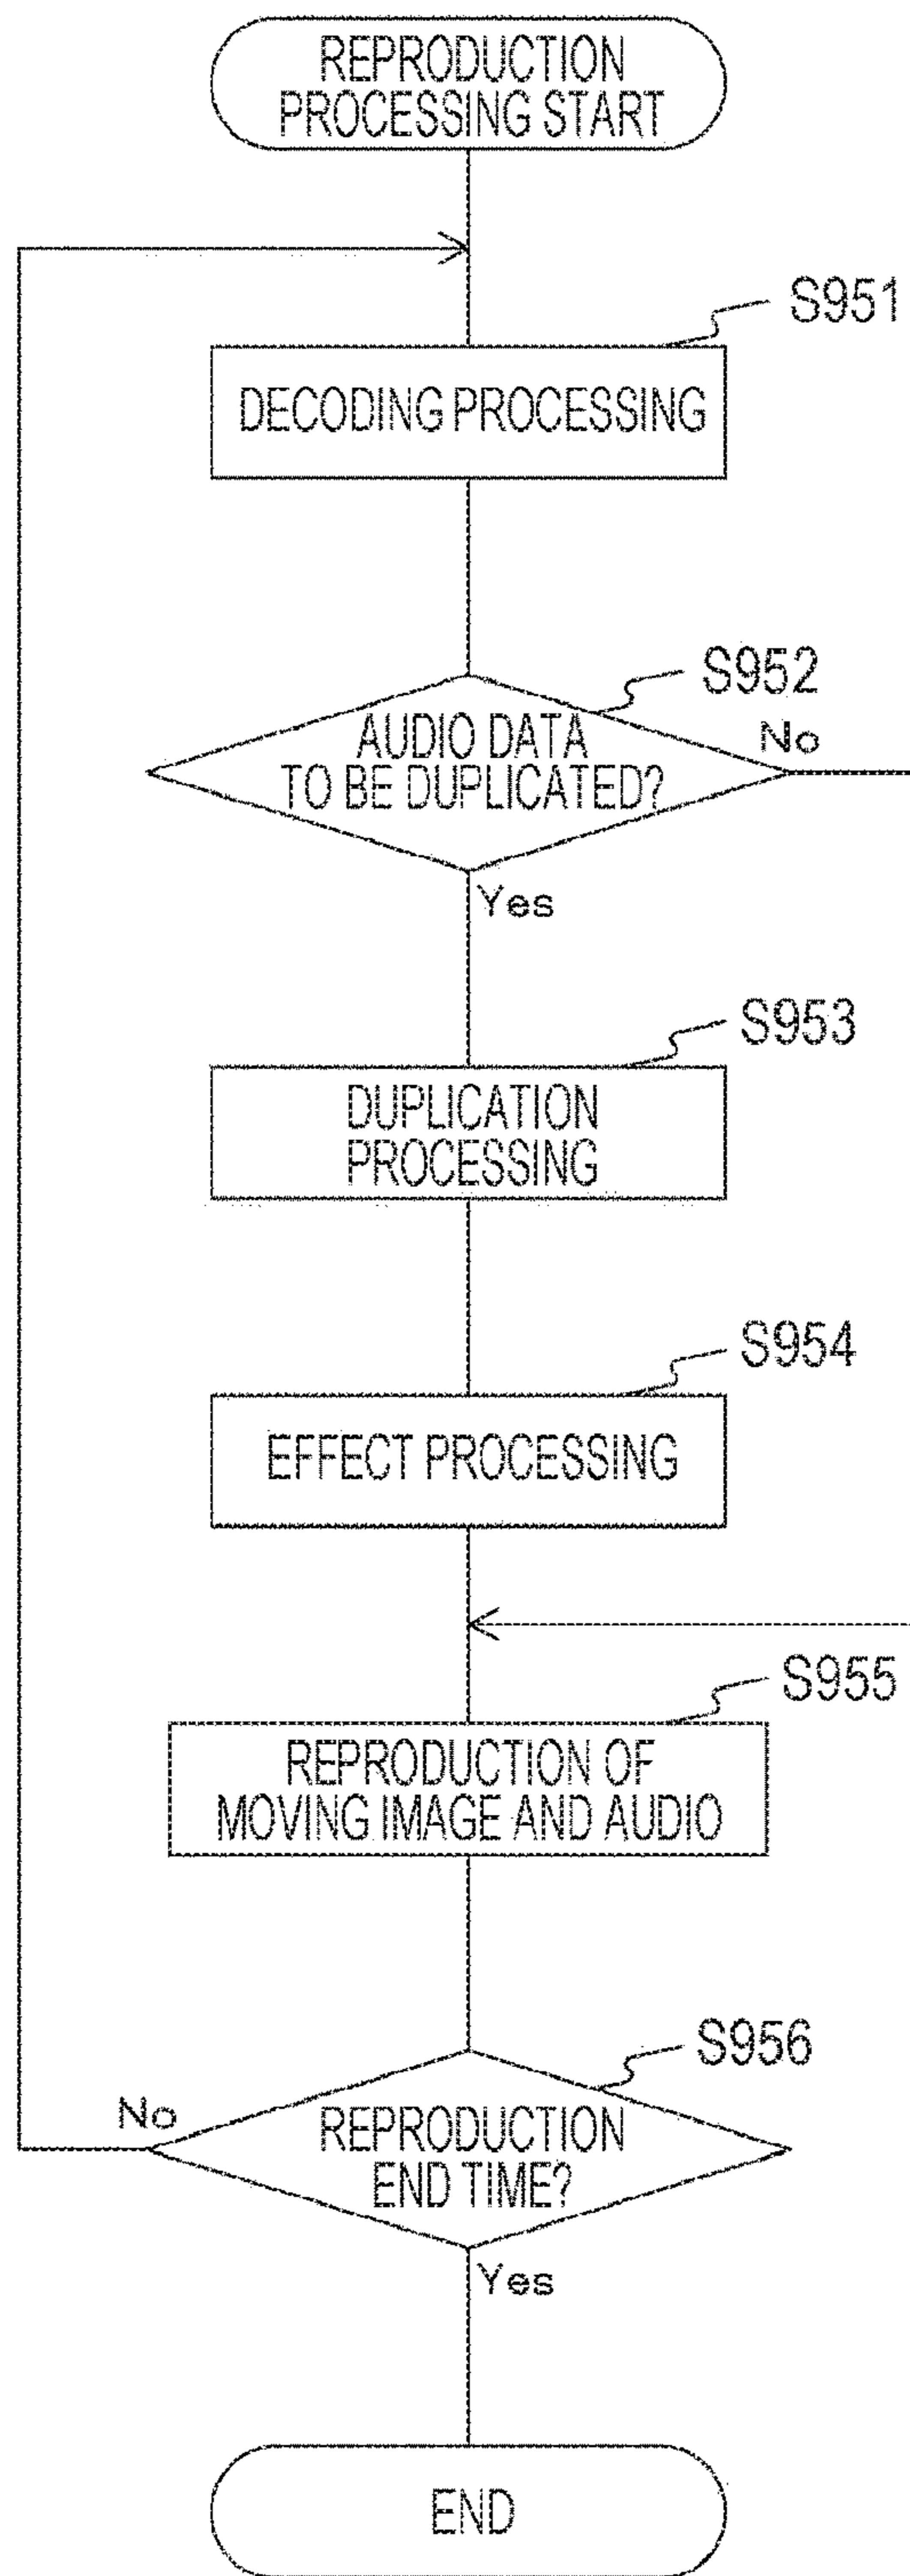 REPRODUCTION
PROCESSING START
S951
DECODING PROCESSING
S952
AUDIO DATA
TO BE DUPLICATED?
No
Yes
S953
DUPLICATION
PROCESSING
S954
EFFECT PROCESSING
S955
REPRODUCTION OF
MOVING IMAGE AND AUDIO
S956
No
REPRODUCTION
END TIME?
Yes
END